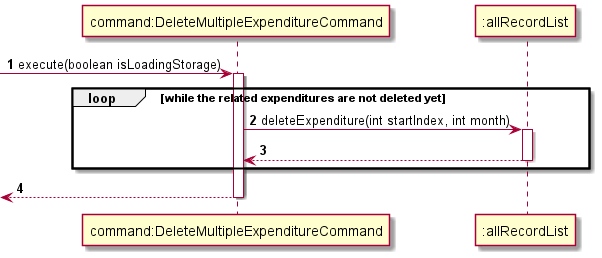 command:DeleteMultipleExpenditureCommand :allRecordList
1 execute(boolean isLoadingStorage)
loop [while the related expenditures are not deleted yet]
2 deleteExpenditure(int startIndex, int month)
3
4
command:DeleteMultipleExpenditureCommand :allRecordList